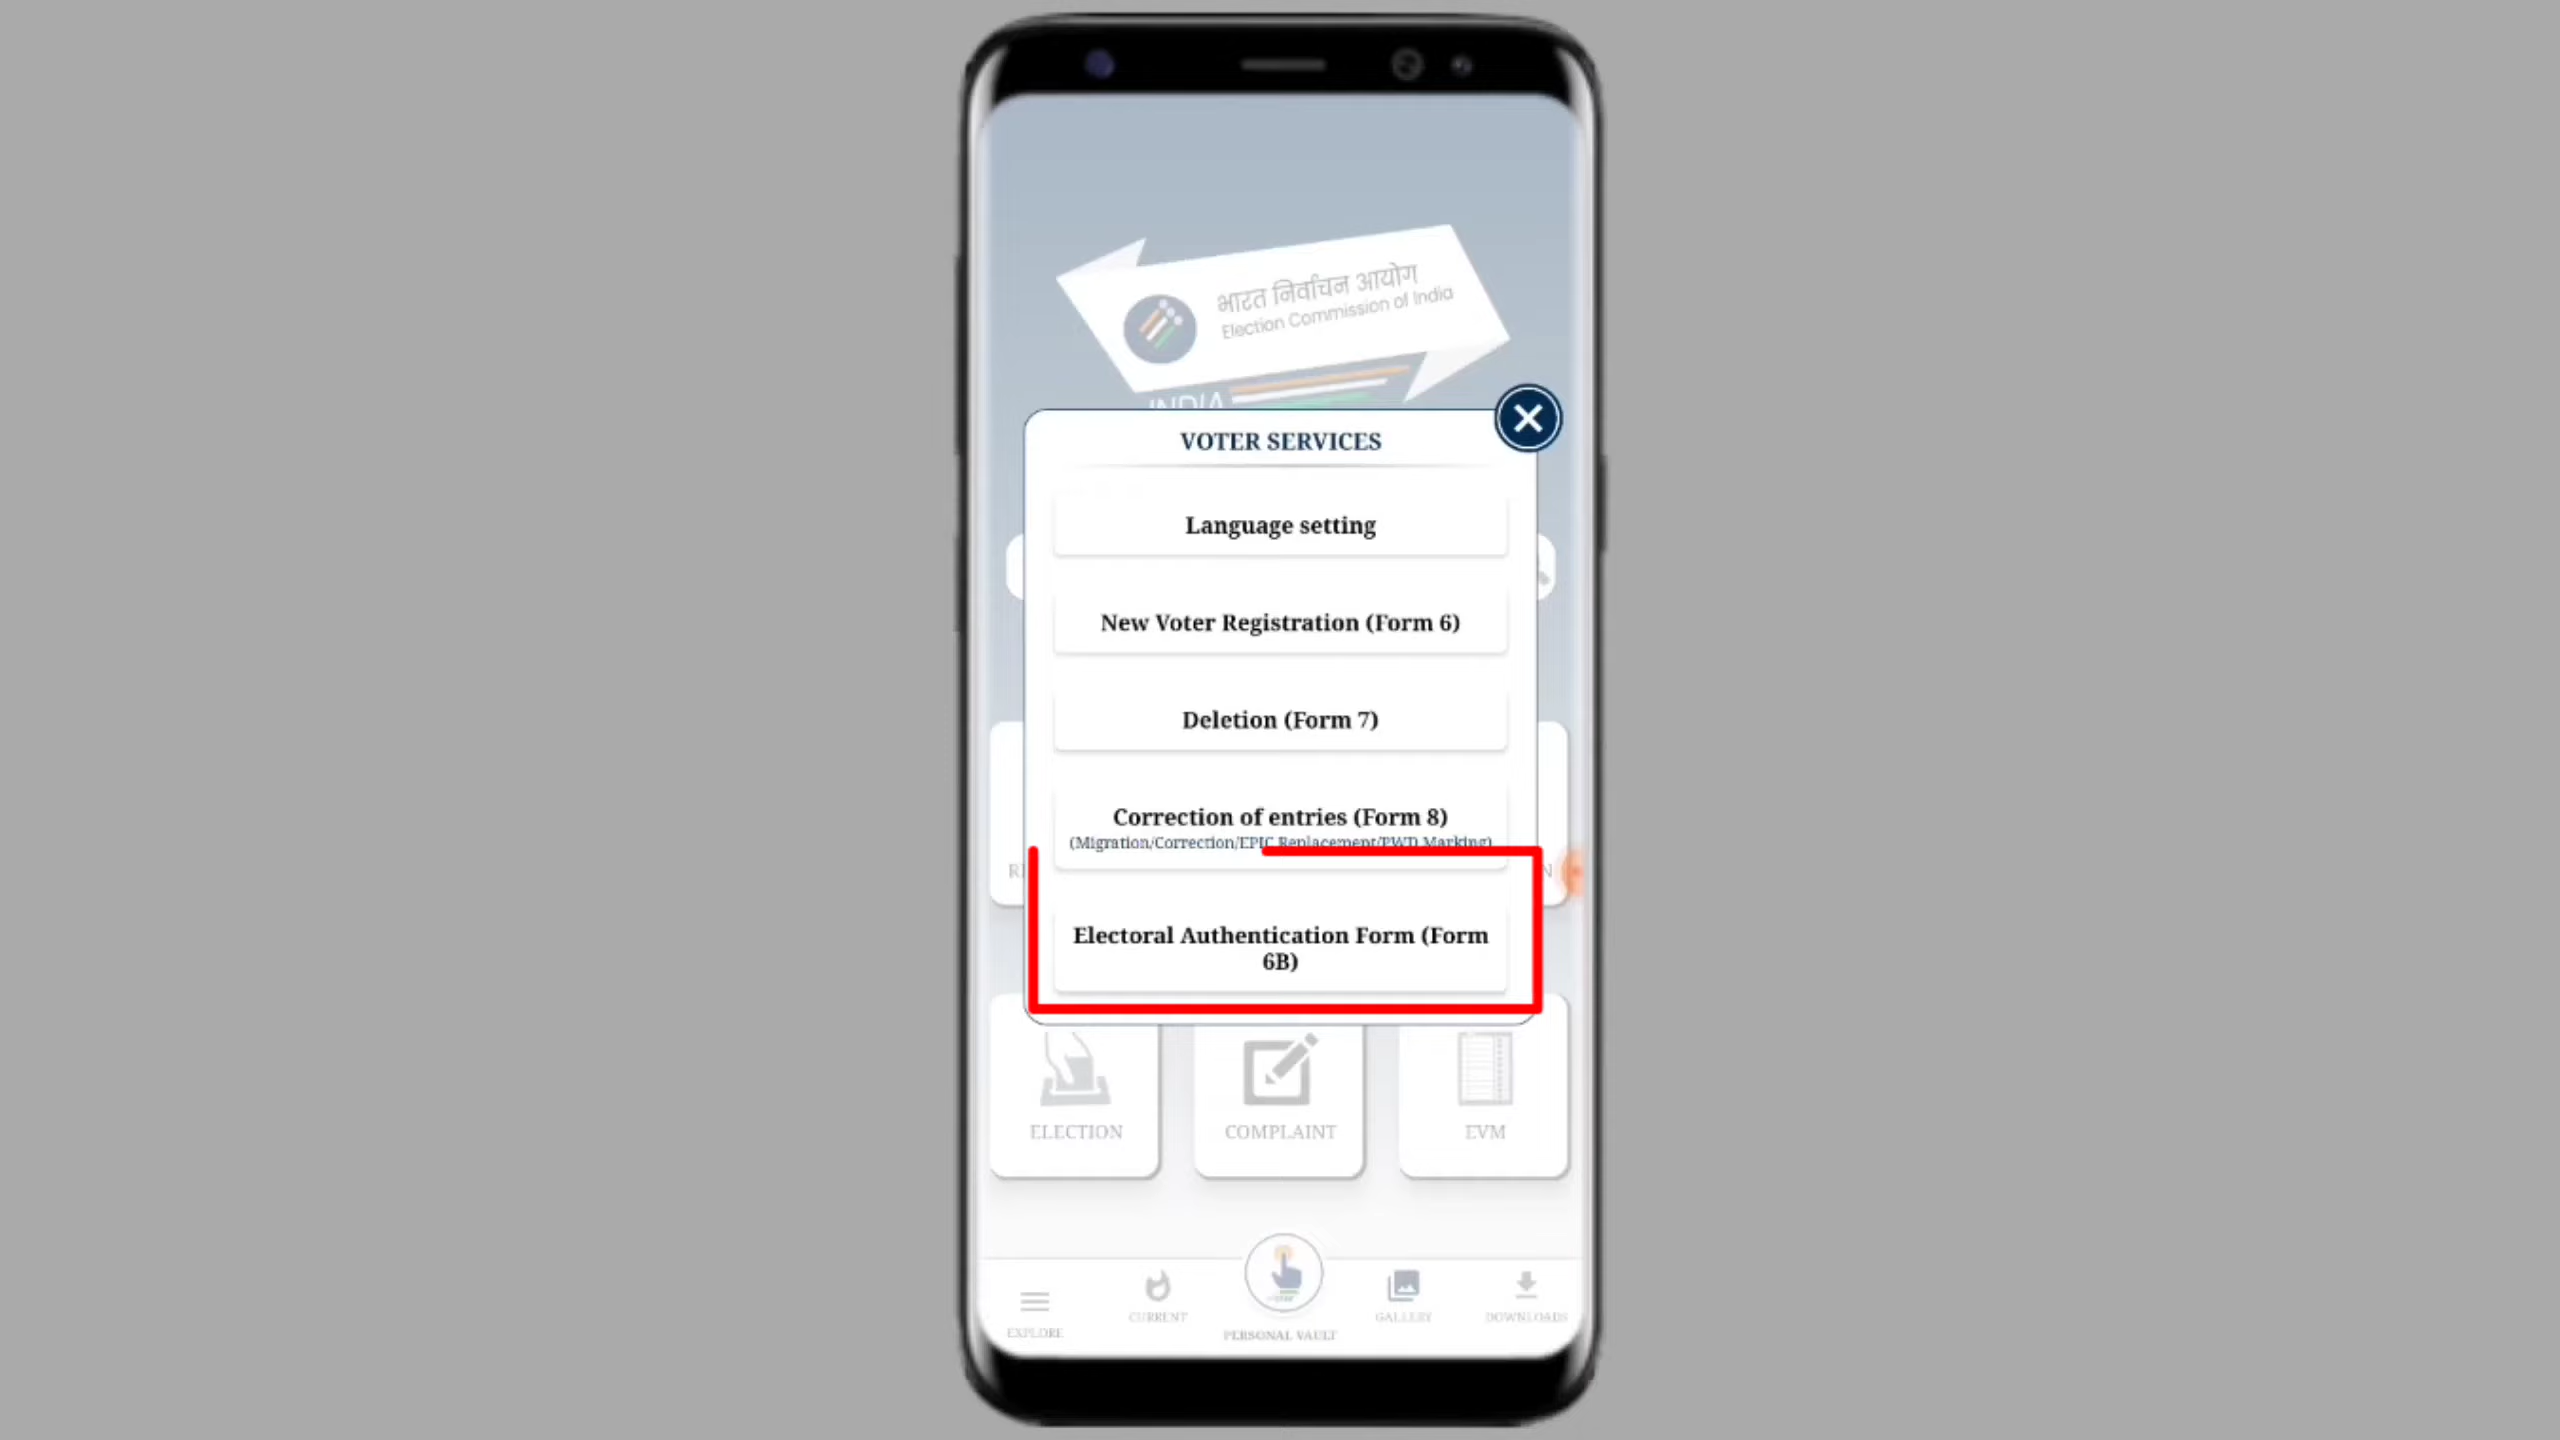 भारत निर्वाचन आयोग
Election Commission of India
INDIA
VOTER SERVICES
Language setting
New Voter Registration (Form 6)
Deletion (Form 7)
Correction of entries (Form 8)
(Migration/Correction/EPIC Replacement/PWD Marking)
Electoral Authentication Form (Form
6B)
ELECTION
COMPLAINT
EVM
EXPLORE
CURRENT
PERSONAL VAULT
GALLERY
DOWNLOADS